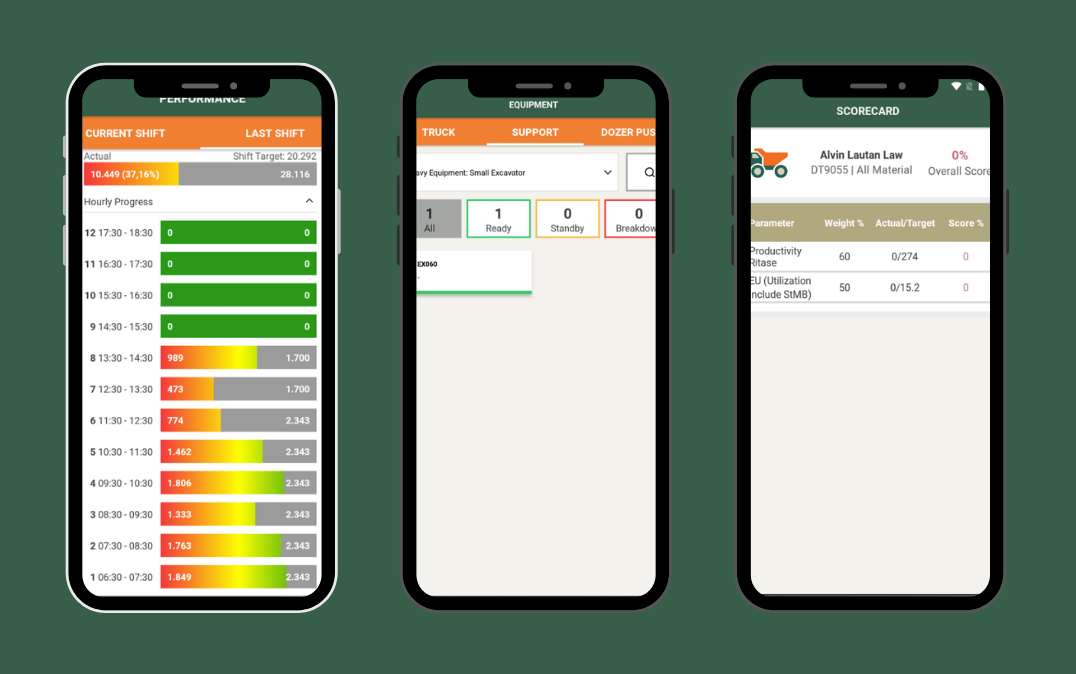 PERFORMANCE
CURRENT SHIFT LAST SHIFT
Actual Shift Target: 20.292
10.449 (37,16%) 28.116
Hourly Progress
12 17:30 - 18:30 0 0
11 16:30 - 17:30 0 0
10 15:30 - 16:30 0 0
9 14:30 - 15:30 0 0
8 13:30 - 14:30 989 1.700
7 12:30 - 13:30 473 1.700
6 11:30 - 12:30 774 2.343
5 10:30 - 11:30 1.462 2.343
4 09:30 - 10:30 1.806 2.343
3 08:30 - 09:30 1.333 2.343
2 07:30 - 08:30 1.763 2.343
1 06:30 - 07:30 1.849 2.343
EQUIPMENT
TRUCK SUPPORT DOZER PUS
avy Equipment: Small Excavator
1 1 0 0
All Ready Standby Breakdow
EX060
-
SCORECARD
Alvin Lautan Law 0%
DT9055 | All Material Overall Score
Parameter Weight % Actual/Target Score %
Productivity
Ritase 60 0/274 0
EU (Utilization
nclude StMB) 50 0/15.2 0